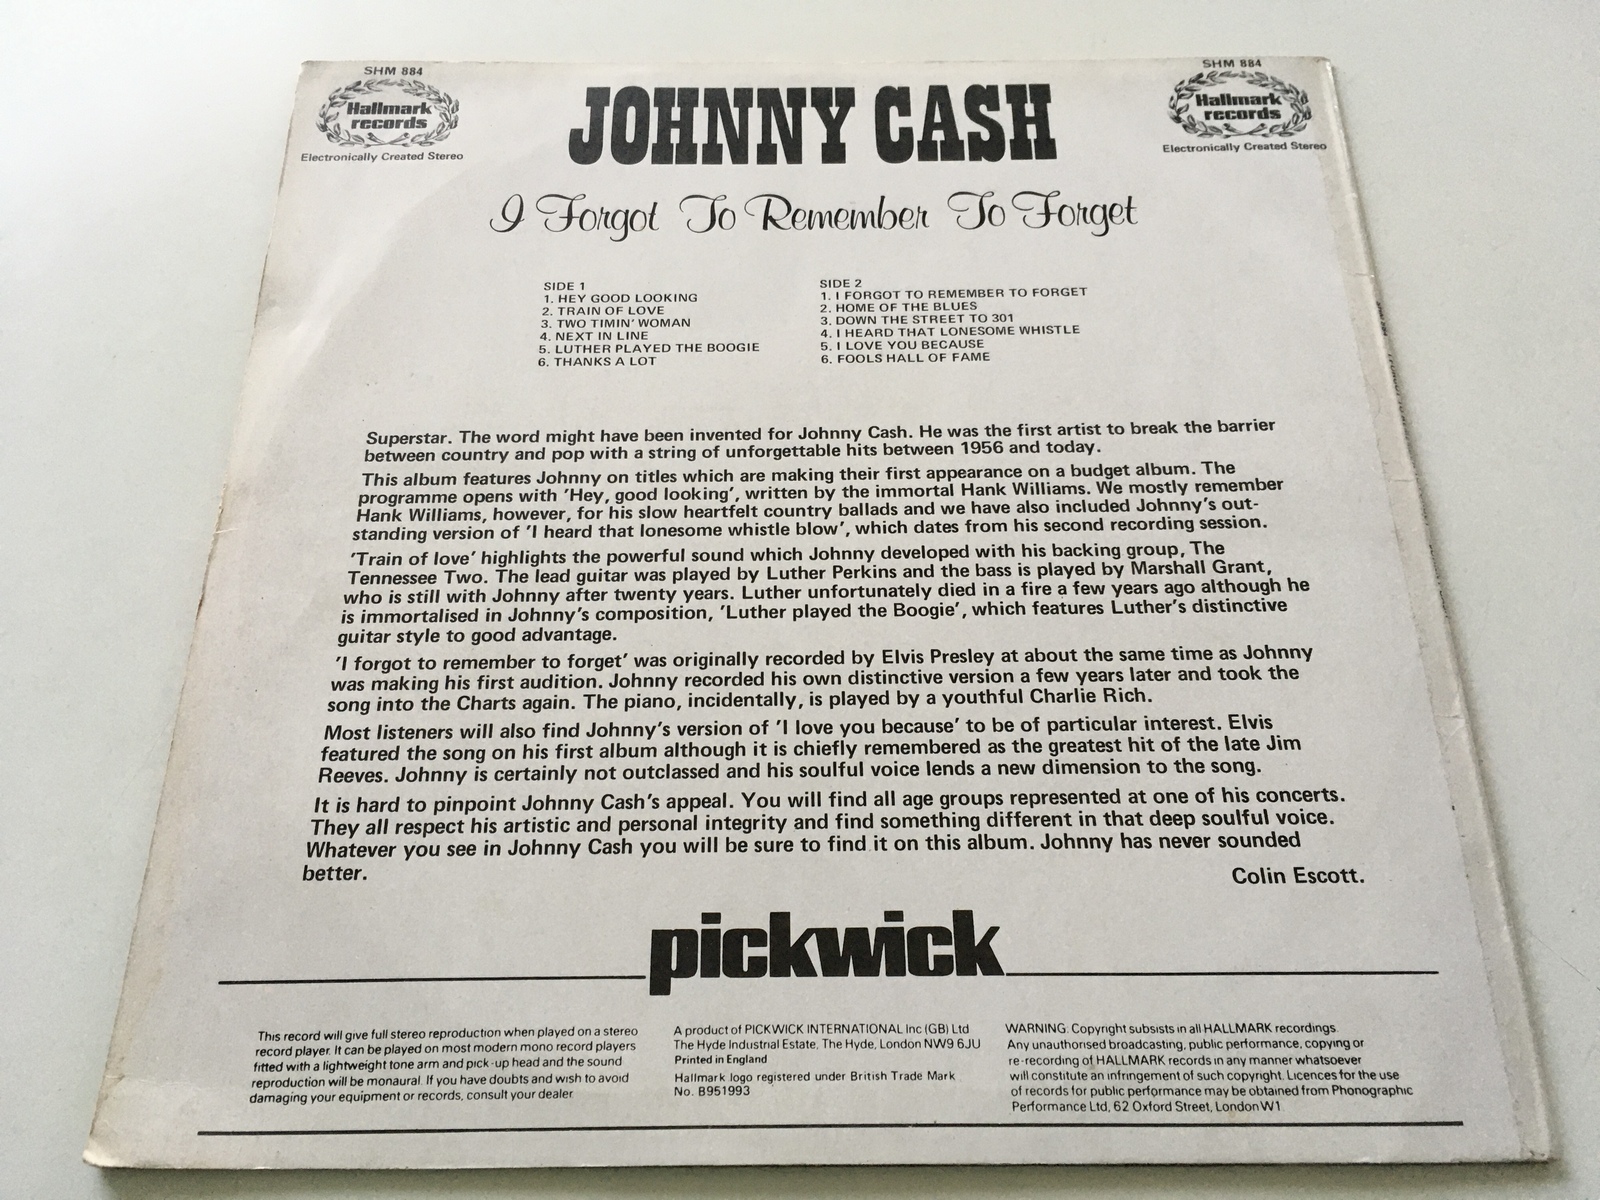 SHM 884
Hallmark
records
Electronically Created Stereo
JOHNNY CASH
SHM 884
Hallmark
records
Electronically Created Stereo
I Forgot To Remember To Forget
SIDE 1
1. HEY GOOD LOOKING
2. TRAIN OF LOVE
3. TWO TIMIN' WOMAN
4. NEXT IN LINE
5. LUTHER PLAYED THE BOOGIE
6. THANKS A LOT
SIDE 2
1. I FORGOT TO REMEMBER TO FORGET
2. HOME OF THE BLUES
3. DOWN THE STREET TO 301
4. I HEARD THAT LONESOME WHISTLE
5. I LOVE YOU BECAUSE
6. FOOLS HALL OF FAME
Superstar. The word might have been invented for Johnny Cash. He was the first artist to break the barrier
between country and pop with a string of unforgettable hits between 1956 and today.
This album features Johnny on titles which are making their first appearance on a budget album. The
programme opens with 'Hey, good looking', written by the immortal Hank Williams. We mostly remember
Hank Williams, however, for his slow heartfelt country ballads and we have also included Johnny's out-
standing version of 'I heard that lonesome whistle blow', which dates from his second recording session.
'Train of love' highlights the powerful sound which Johnny developed with his backing group, The
Tennessee Two. The lead guitar was played by Luther Perkins and the bass is played by Marshall Grant,
who is still with Johnny after twenty years. Luther unfortunately died in a fire a few years ago although he
is immortalised in Johnny's composition, 'Luther played the Boogie', which features Luther's distinctive
guitar style to good advantage.
'I forgot to remember to forget' was originally recorded by Elvis Presley at about the same time as Johnny
was making his first audition. Johnny recorded his own distinctive version a few years later and took the
song into the Charts again. The piano, incidentally, is played by a youthful Charlie Rich.
Most listeners will also find Johnny's version of 'I love you because' to be of particular interest. Elvis
featured the song on his first album although it is chiefly remembered as the greatest hit of the late Jim
Reeves. Johnny is certainly not outclassed and his soulful voice lends a new dimension to the song.
It is hard to pinpoint Johnny Cash's appeal. You will find all age groups represented at one of his concerts.
They all respect his artistic and personal integrity and find something different in that deep soulful voice.
Whatever you see in Johnny Cash you will be sure to find it on this album. Johnny has never sounded
better.
Colin Escott.
pickwick
This record will give full stereo reproduction when played on a stereo
record player. It can be played on most modern mono record players
fitted with a lightweight tone arm and pick-up head and the sound
reproduction will be monaural. If you have doubts and wish to avoid
damaging your equipment or records, consult your dealer
A product of PICKWICK INTERNATIONAL Inc (GB) Ltd
The Hyde Industrial Estate, The Hyde, London NW9 6JU
Printed in England
Hallmark logo registered under British Trade Mark
No. B951993
WARNING: Copyright subsists in all HALLMARK recordings.
Any unauthorised broadcasting, public performance, copying or
re-recording of HALLMARK records in any manner whatsoever
will constitute an infringement of such copyright. Licences for the use
of records for public performance may be obtained from Phonographic
Performance Ltd, 62 Oxford Street, London W1